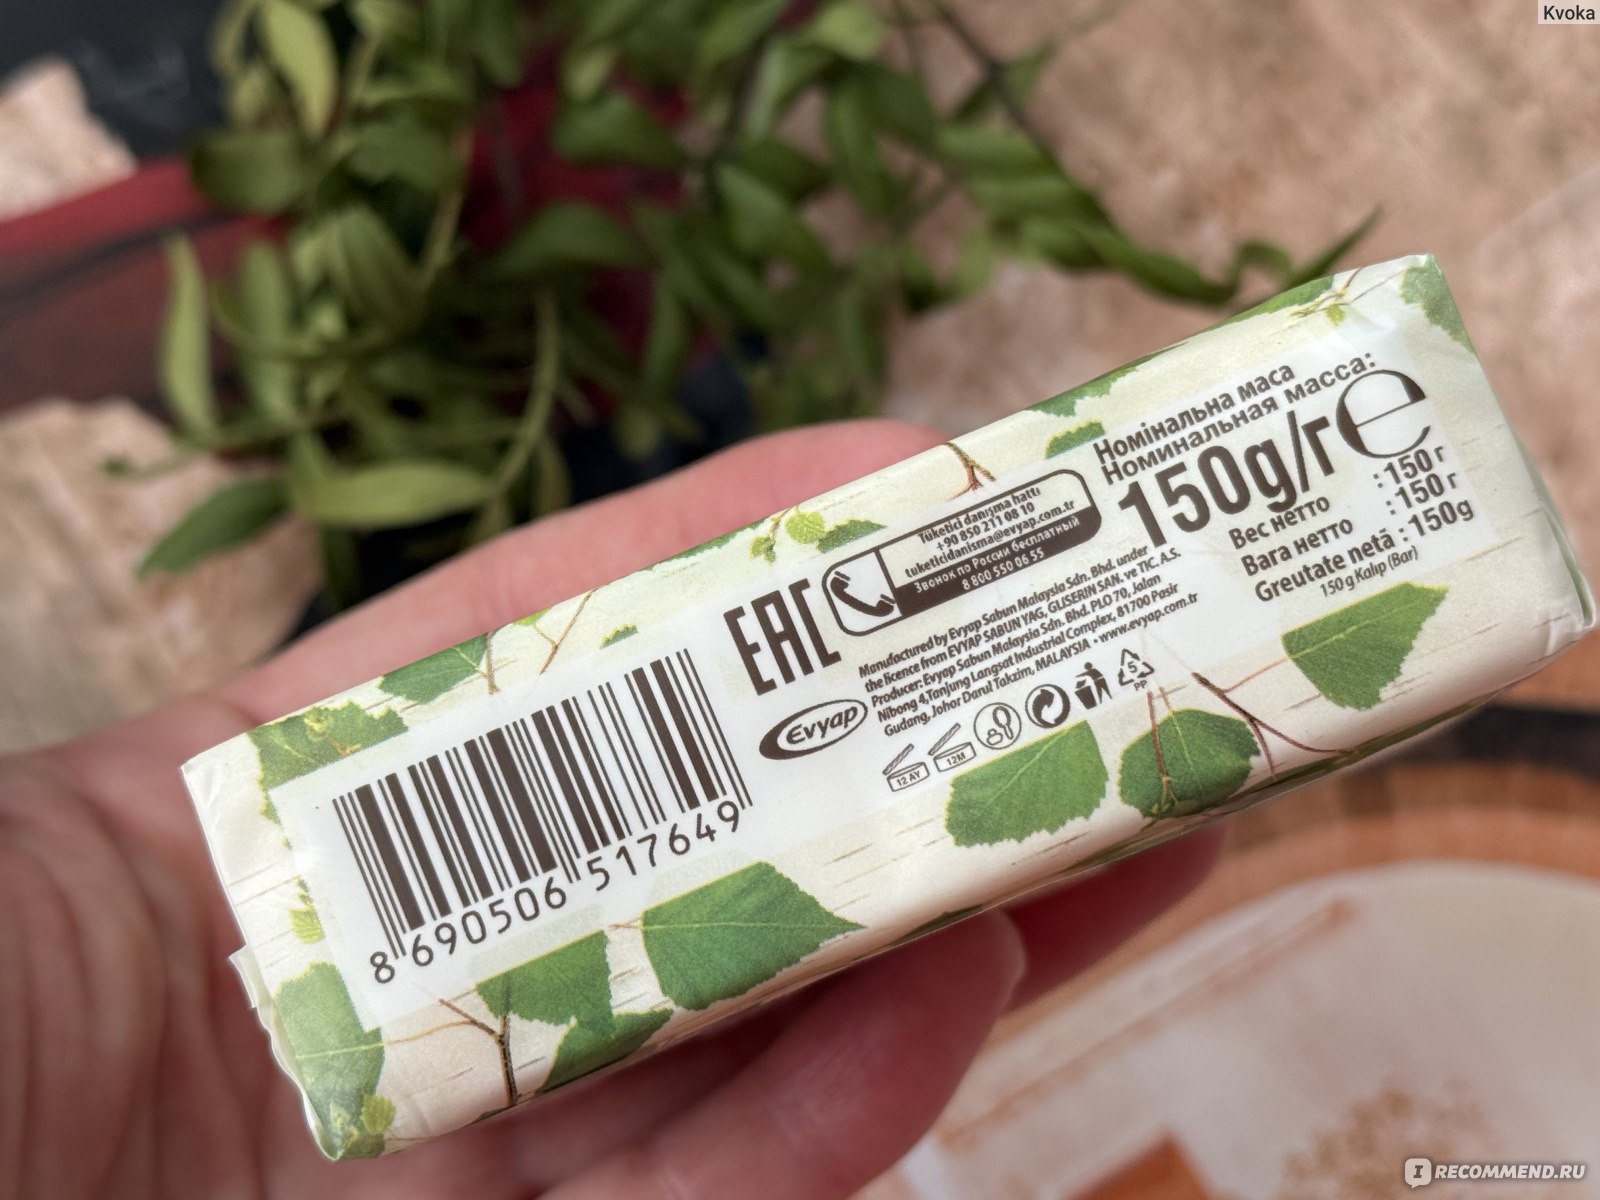 Kvoka
Номінальна маса
Номинальная масса:
150g/г e
Вес нетто : 150 г
Вага нетто : 150 г
Greutate netă : 150g
150 g Kalıp (Bar)
Tüketici danışma hattı
+90 850 211 08 10
tuketicidanisma@evyap.com.tr
Звонок по России бесплатный
8 800 550 06 55
EAC
Manufactured by Evyap Sabun Malaysia Sdn. Bhd. under
the licence from EVYAP SABUN YAG, GLISERIN SAN. ve TIC. A.S.
Producer: Evyap Sabun Malaysia Sdn. Bhd. PLO 70, Jalan
Nibong 4, Tanjung Langsat Industrial Complex, 81700 Pasir
Gudang, Johor Darul Takzim, MALAYSIA • www.evyap.com.tr
Evyap
12 AY
12M
5
PP
8 690506 517649
IRECOMMEND.RU